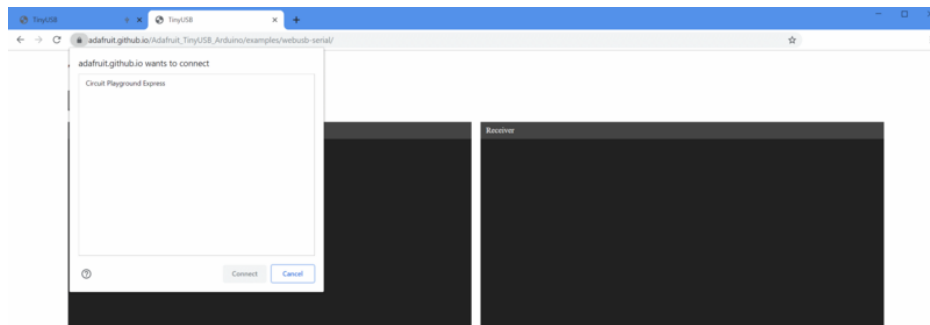 TinyUSB
TinyUSB
adafruit.github.io/Adafruit_TinyUSB_Arduino/examples/webusb-serial/
adafruit.github.io wants to connect
Circuit Playground Express
Receiver
Connect
Cancel